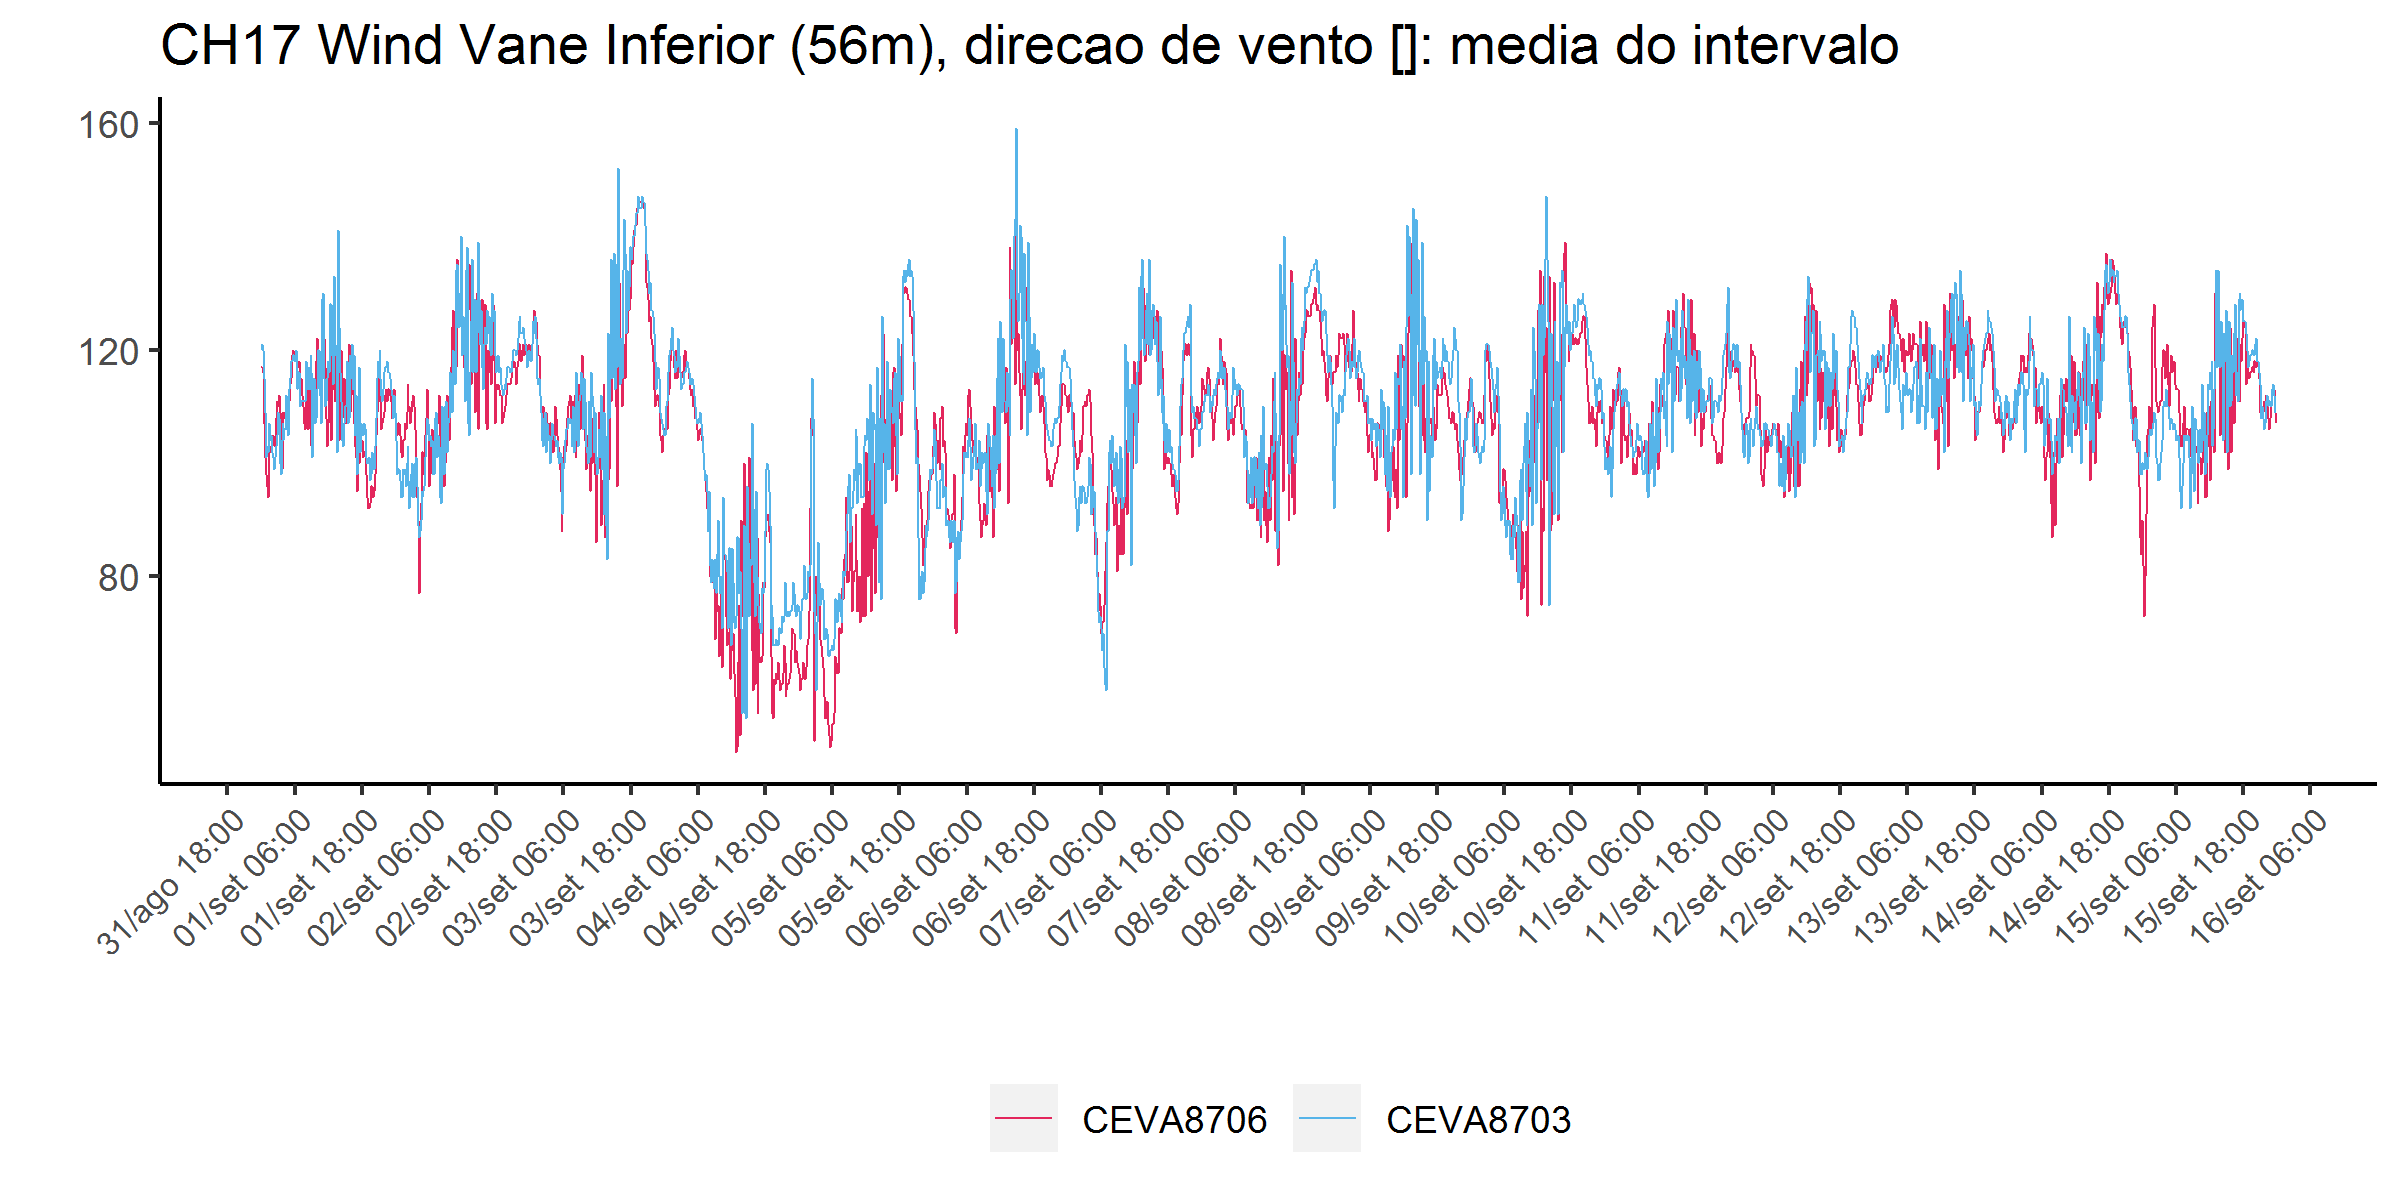 CH17 Wind Vane Inferior (56m), direcao de vento []: media do intervalo
160
120
80
31/ago 18:00
01/set 06:00
01/set 18:00
02/set 06:00
02/set 18:00
03/set 06:00
03/set 18:00
04/set 06:00
04/set 18:00
05/set 06:00
05/set 18:00
06/set 06:00
06/set 18:00
07/set 06:00
07/set 18:00
08/set 06:00
08/set 18:00
09/set 06:00
09/set 18:00
10/set 06:00
10/set 18:00
11/set 06:00
11/set 18:00
12/set 06:00
12/set 18:00
13/set 06:00
13/set 18:00
14/set 06:00
14/set 18:00
15/set 06:00
15/set 18:00
16/set 06:00
CEVA8706 CEVA8703